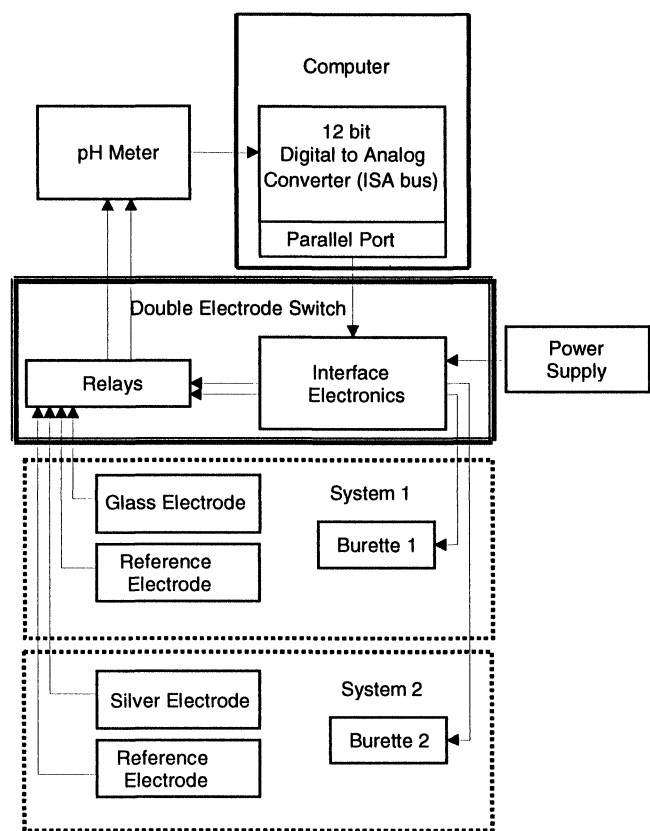 Computer
pH Meter
12 bit
Digital to Analog
Converter (ISA bus)
Parallel Port
Double Electrode Switch
Relays
Interface
Electronics
Power
Supply
Glass Electrode
System 1
Burette 1
Reference
Electrode
Silver Electrode
System 2
Burette 2
Reference
Electrode